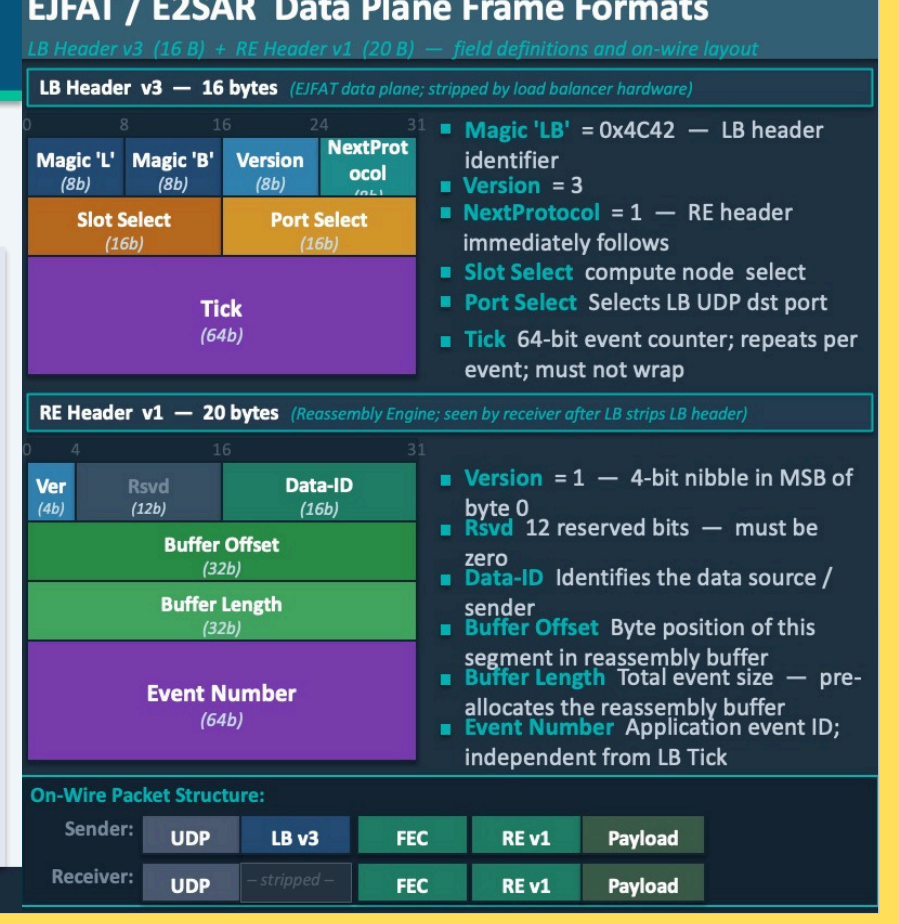 EJFAT / E2SAR Data Plane Frame Formats
LB Header v3 (16 B) + RE Header v1 (20 B) — field definitions and on-wire layout
LB Header v3 — 16 bytes (EJFAT data plane; stripped by load balancer hardware)
0 8 16 24 31
Magic 'L' Magic 'B' Version NextProt
ocol
(8b) (8b) (8b) (8b)
Slot Select Port Select
(16b) (16b)
Tick
(64b)
■ Magic 'LB' = 0x4C42 — LB header
identifier
■ Version = 3
■ NextProtocol = 1 — RE header
immediately follows
■ Slot Select compute node select
■ Port Select Selects LB UDP dst port
■ Tick 64-bit event counter; repeats per
event; must not wrap
RE Header v1 — 20 bytes (Reassembly Engine; seen by receiver after LB strips LB header)
0 4 16 31
Ver Rsvd Data-ID
(4b) (12b) (16b)
Buffer Offset
(32b)
Buffer Length
(32b)
Event Number
(64b)
■ Version = 1 — 4-bit nibble in MSB of
byte 0
■ Rsvd 12 reserved bits — must be
zero
■ Data-ID Identifies the data source /
sender
■ Buffer Offset Byte position of this
segment in reassembly buffer
■ Buffer Length Total event size — pre-
allocates the reassembly buffer
■ Event Number Application event ID;
independent from LB Tick
On-Wire Packet Structure:
Sender: UDP LB v3 FEC RE v1 Payload
Receiver: UDP – stripped – FEC RE v1 Payload